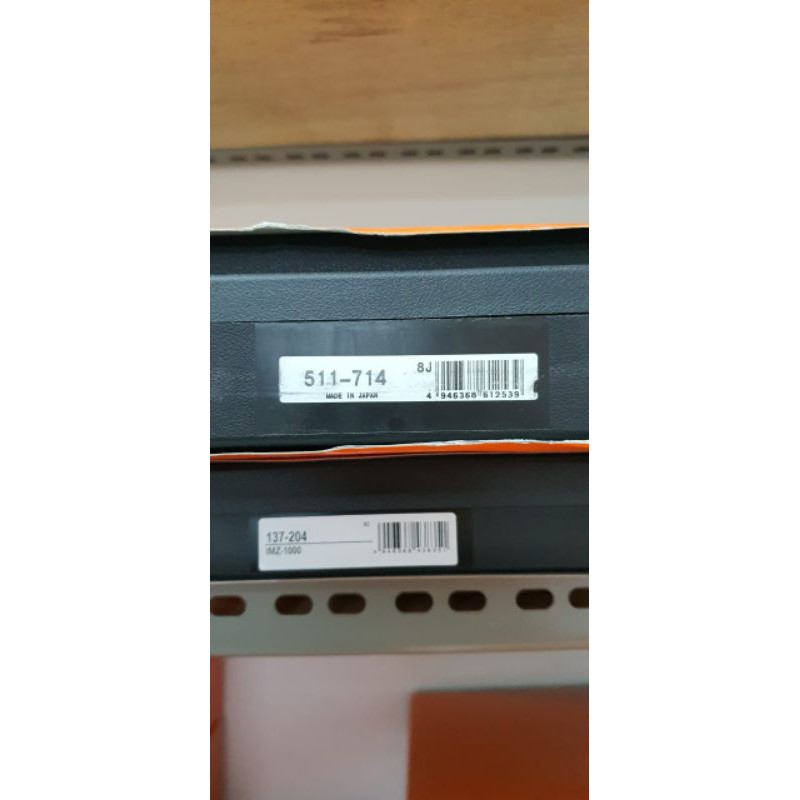 511-714
8J
MADE IN JAPAN
4 946368 612539
137-204
IMZ-1000